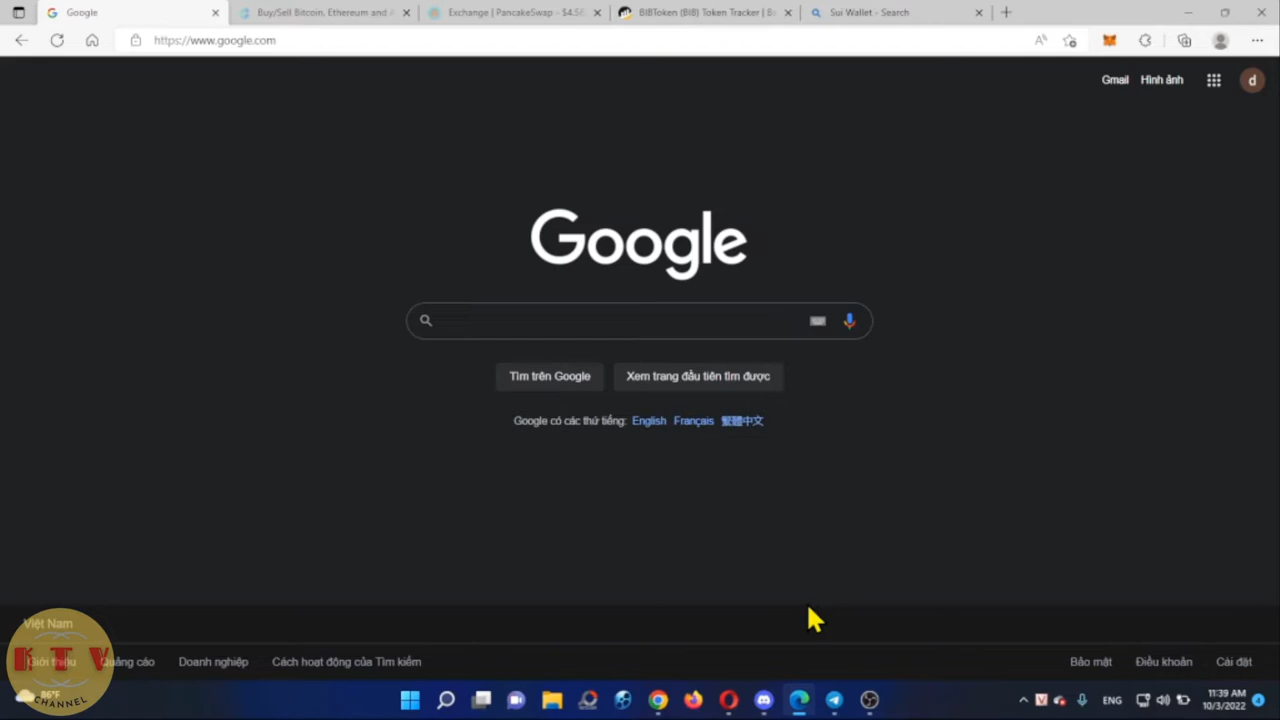 Google
Buy/Sell Bitcoin, Ethereum and A
Exchange | PancakeSwap - $4.5
BIBToken (BIB) Token Tracker |
Sui Wallet - Search
https://www.google.com
Gmail
Hình ảnh
d
Google
Tìm trên Google
Xem trang đầu tiên tìm được
Google có các thứ tiếng: English Français 繁體中文
Việt Nam
Giới thiệu
Quảng cáo
Doanh nghiệp
Cách hoạt động của Tìm kiếm
Bảo mật
Điều khoản
Cài đặt
KTV
CHANNEL
86°F
ENG
11:39 AM
10/3/2022